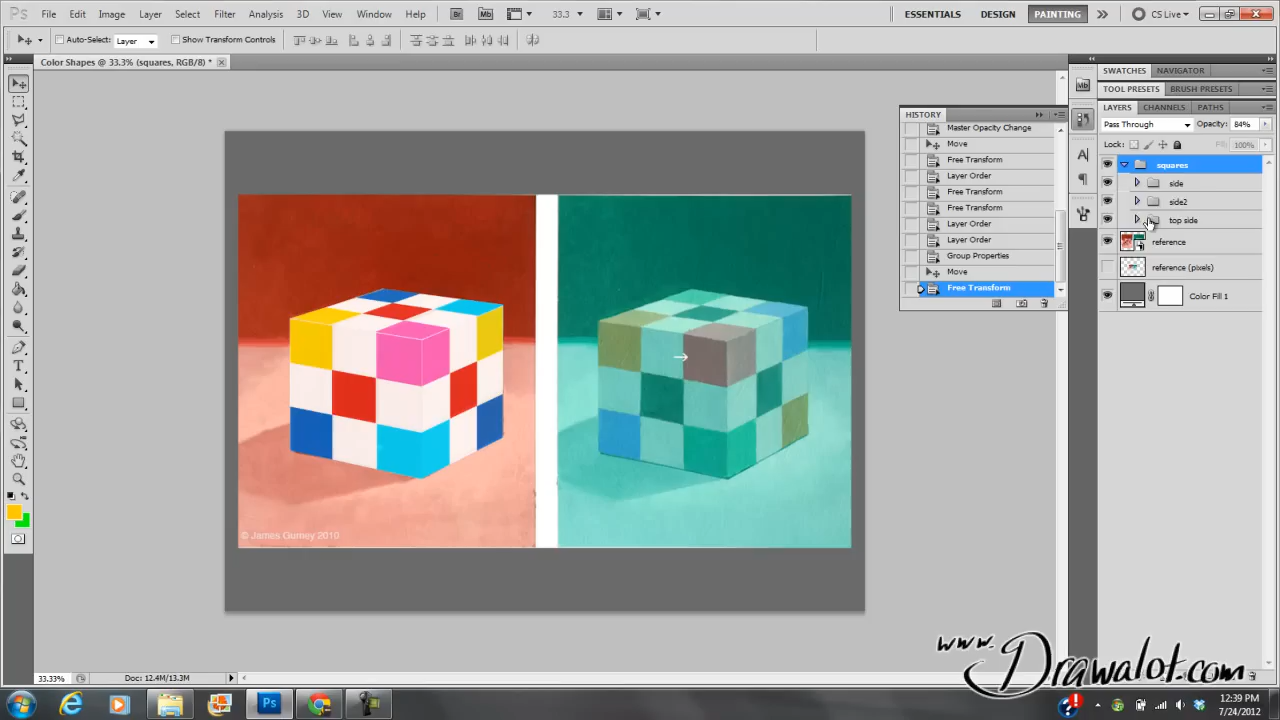 Ps File Edit Image Layer Select Filter Analysis 3D View Window Help Br Mb 33.3 ESSENTIALS DESIGN PAINTING CS Live
Auto-Select: Layer Show Transform Controls
Color Shapes @ 33.3% (squares, RGB/8) *
SWATCHES NAVIGATOR
TOOL PRESETS BRUSH PRESETS
LAYERS CHANNELS PATHS
Pass Through Opacity: 84%
Lock: Fill: 100%
squares
side
side2
top side
reference
reference (pixels)
Color Fill 1
HISTORY
Master Opacity Change
Move
Free Transform
Layer Order
Free Transform
Free Transform
Layer Order
Layer Order
Group Properties
Move
Free Transform
© James Gurney 2010
www.Drawalot.com
33.33% Doc: 12.4M/13.3M
12:39 PM
7/24/2012